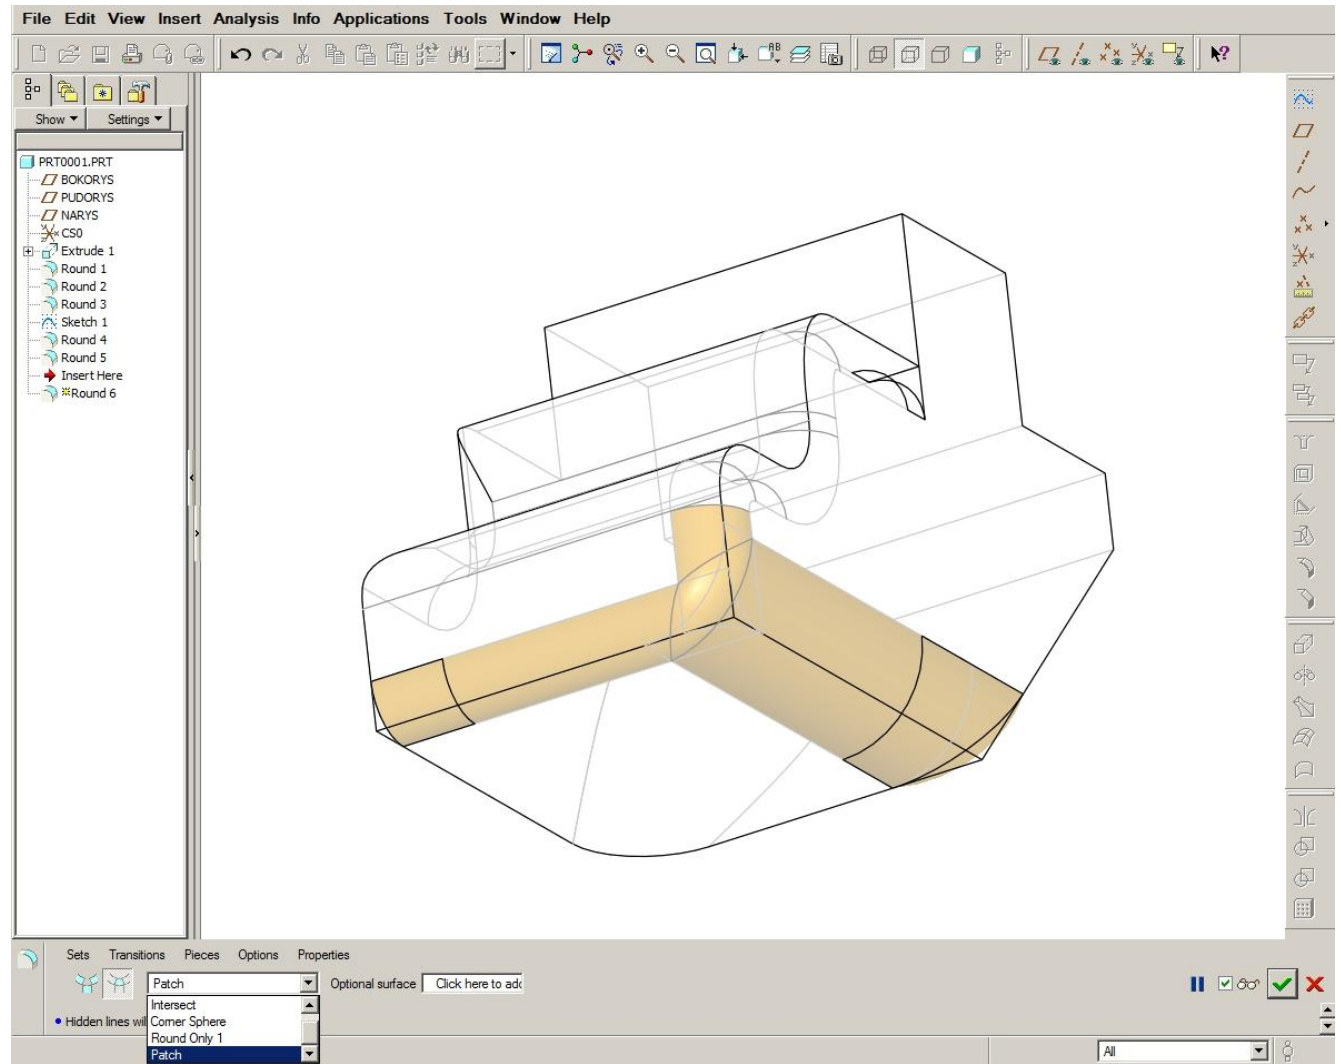 File Edit View Insert Analysis Info Applications Tools Window Help
Show Settings
PRT0001.PRT
BOKORYS
PUDORYS
NARYS
CS0
Extrude 1
Round 1
Round 2
Round 3
Sketch 1
Round 4
Round 5
Insert Here
Round 6
Sets Transitions Pieces Options Properties
Patch Optional surface Click here to add
Intersect
Hidden lines wil
Corner Sphere
Round Only 1
Patch
All